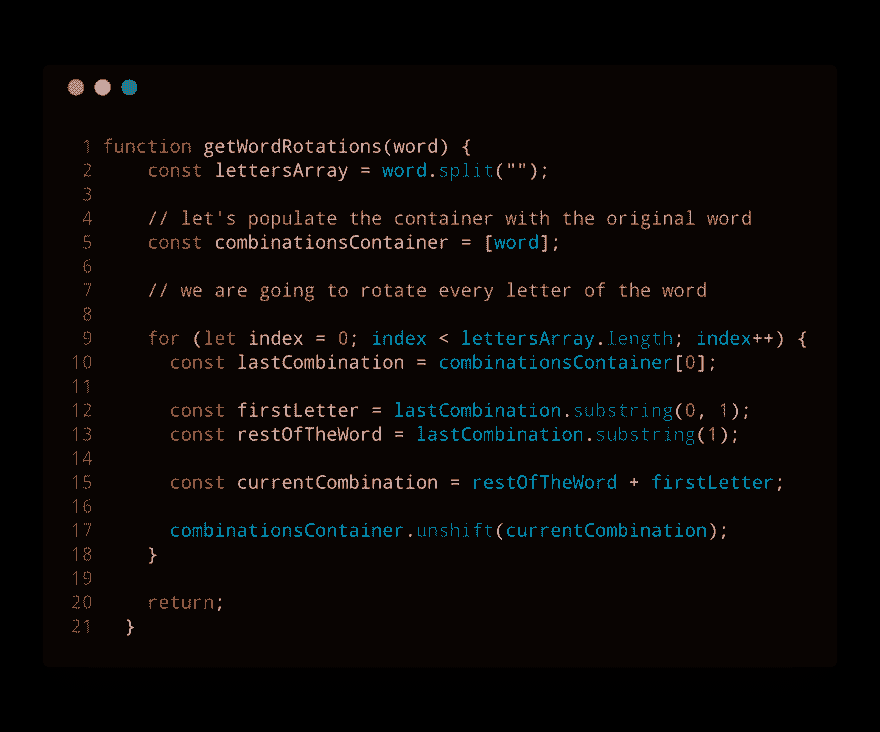 1 function getWordRotations(word) {
2     const lettersArray = word.split("");
3
4     // let's populate the container with the original word
5     const combinationsContainer = [word];
6
7     // we are going to rotate every letter of the word
8
9     for (let index = 0; index < lettersArray.length; index++) {
10       const lastCombination = combinationsContainer[0];
11
12       const firstLetter = lastCombination.substring(0, 1);
13       const restOfTheWord = lastCombination.substring(1);
14
15       const currentCombination = restOfTheWord + firstLetter;
16
17       combinationsContainer.unshift(currentCombination);
18     }
19
20     return;
21   }